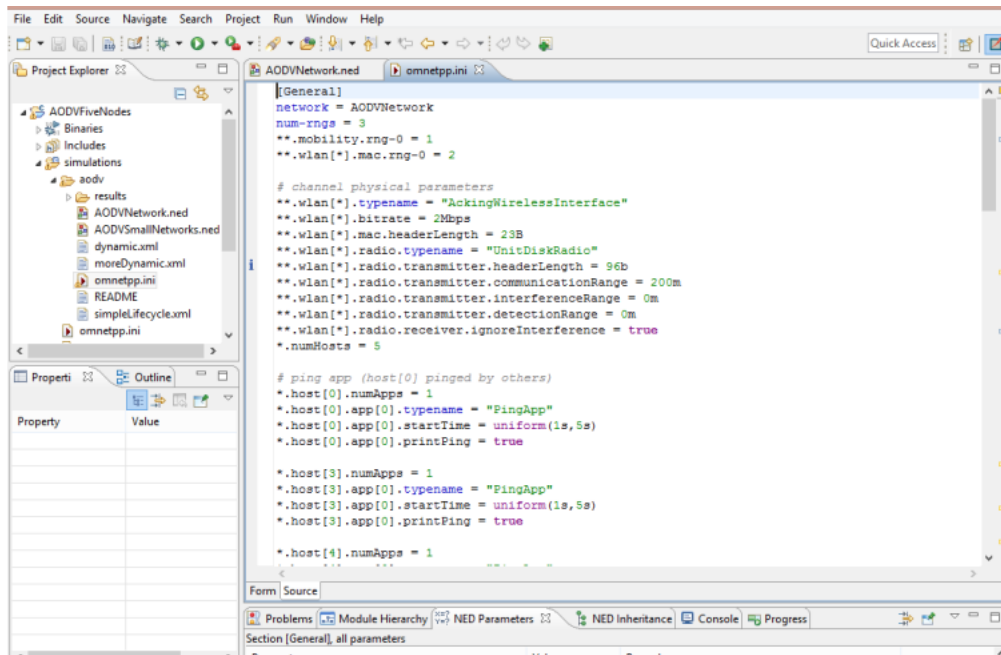 File Edit Source Navigate Search Project Run Window Help
Quick Access
Project Explorer
AODVFiveNodes
Binaries
Includes
simulations
aodv
results
AODVNetwork.ned
AODVSmallNetworks.ned
dynamic.xml
moreDynamic.xml
omnetpp.ini
README
simpleLifecycle.xml
omnetpp.ini
Properti Outline
Property Value
AODVNetwork.ned omnetpp.ini
[General]
network = AODVNetwork
num-rngs = 3
**.mobility.rng-0 = 1
**.wlan[*].mac.rng-0 = 2
# channel physical parameters
**.wlan[*].typename = "AckingWirelessInterface"
**.wlan[*].bitrate = 2Mbps
**.wlan[*].mac.headerLength = 23B
**.wlan[*].radio.typename = "UnitDiskRadio"
**.wlan[*].radio.transmitter.headerLength = 96b
**.wlan[*].radio.transmitter.communicationRange = 200m
**.wlan[*].radio.transmitter.interferenceRange = 0m
**.wlan[*].radio.transmitter.detectionRange = 0m
**.wlan[*].radio.receiver.ignoreInterference = true
*.numHosts = 5
# ping app (host[0] pinged by others)
*.host[0].numApps = 1
*.host[0].app[0].typename = "PingApp"
*.host[0].app[0].startTime = uniform(1s,5s)
*.host[0].app[0].printPing = true
*.host[3].numApps = 1
*.host[3].app[0].typename = "PingApp"
*.host[3].app[0].startTime = uniform(1s,5s)
*.host[3].app[0].printPing = true
*.host[4].numApps = 1
Form Source
Problems Module Hierarchy NED Parameters NED Inheritance Console Progress
Section [General], all parameters